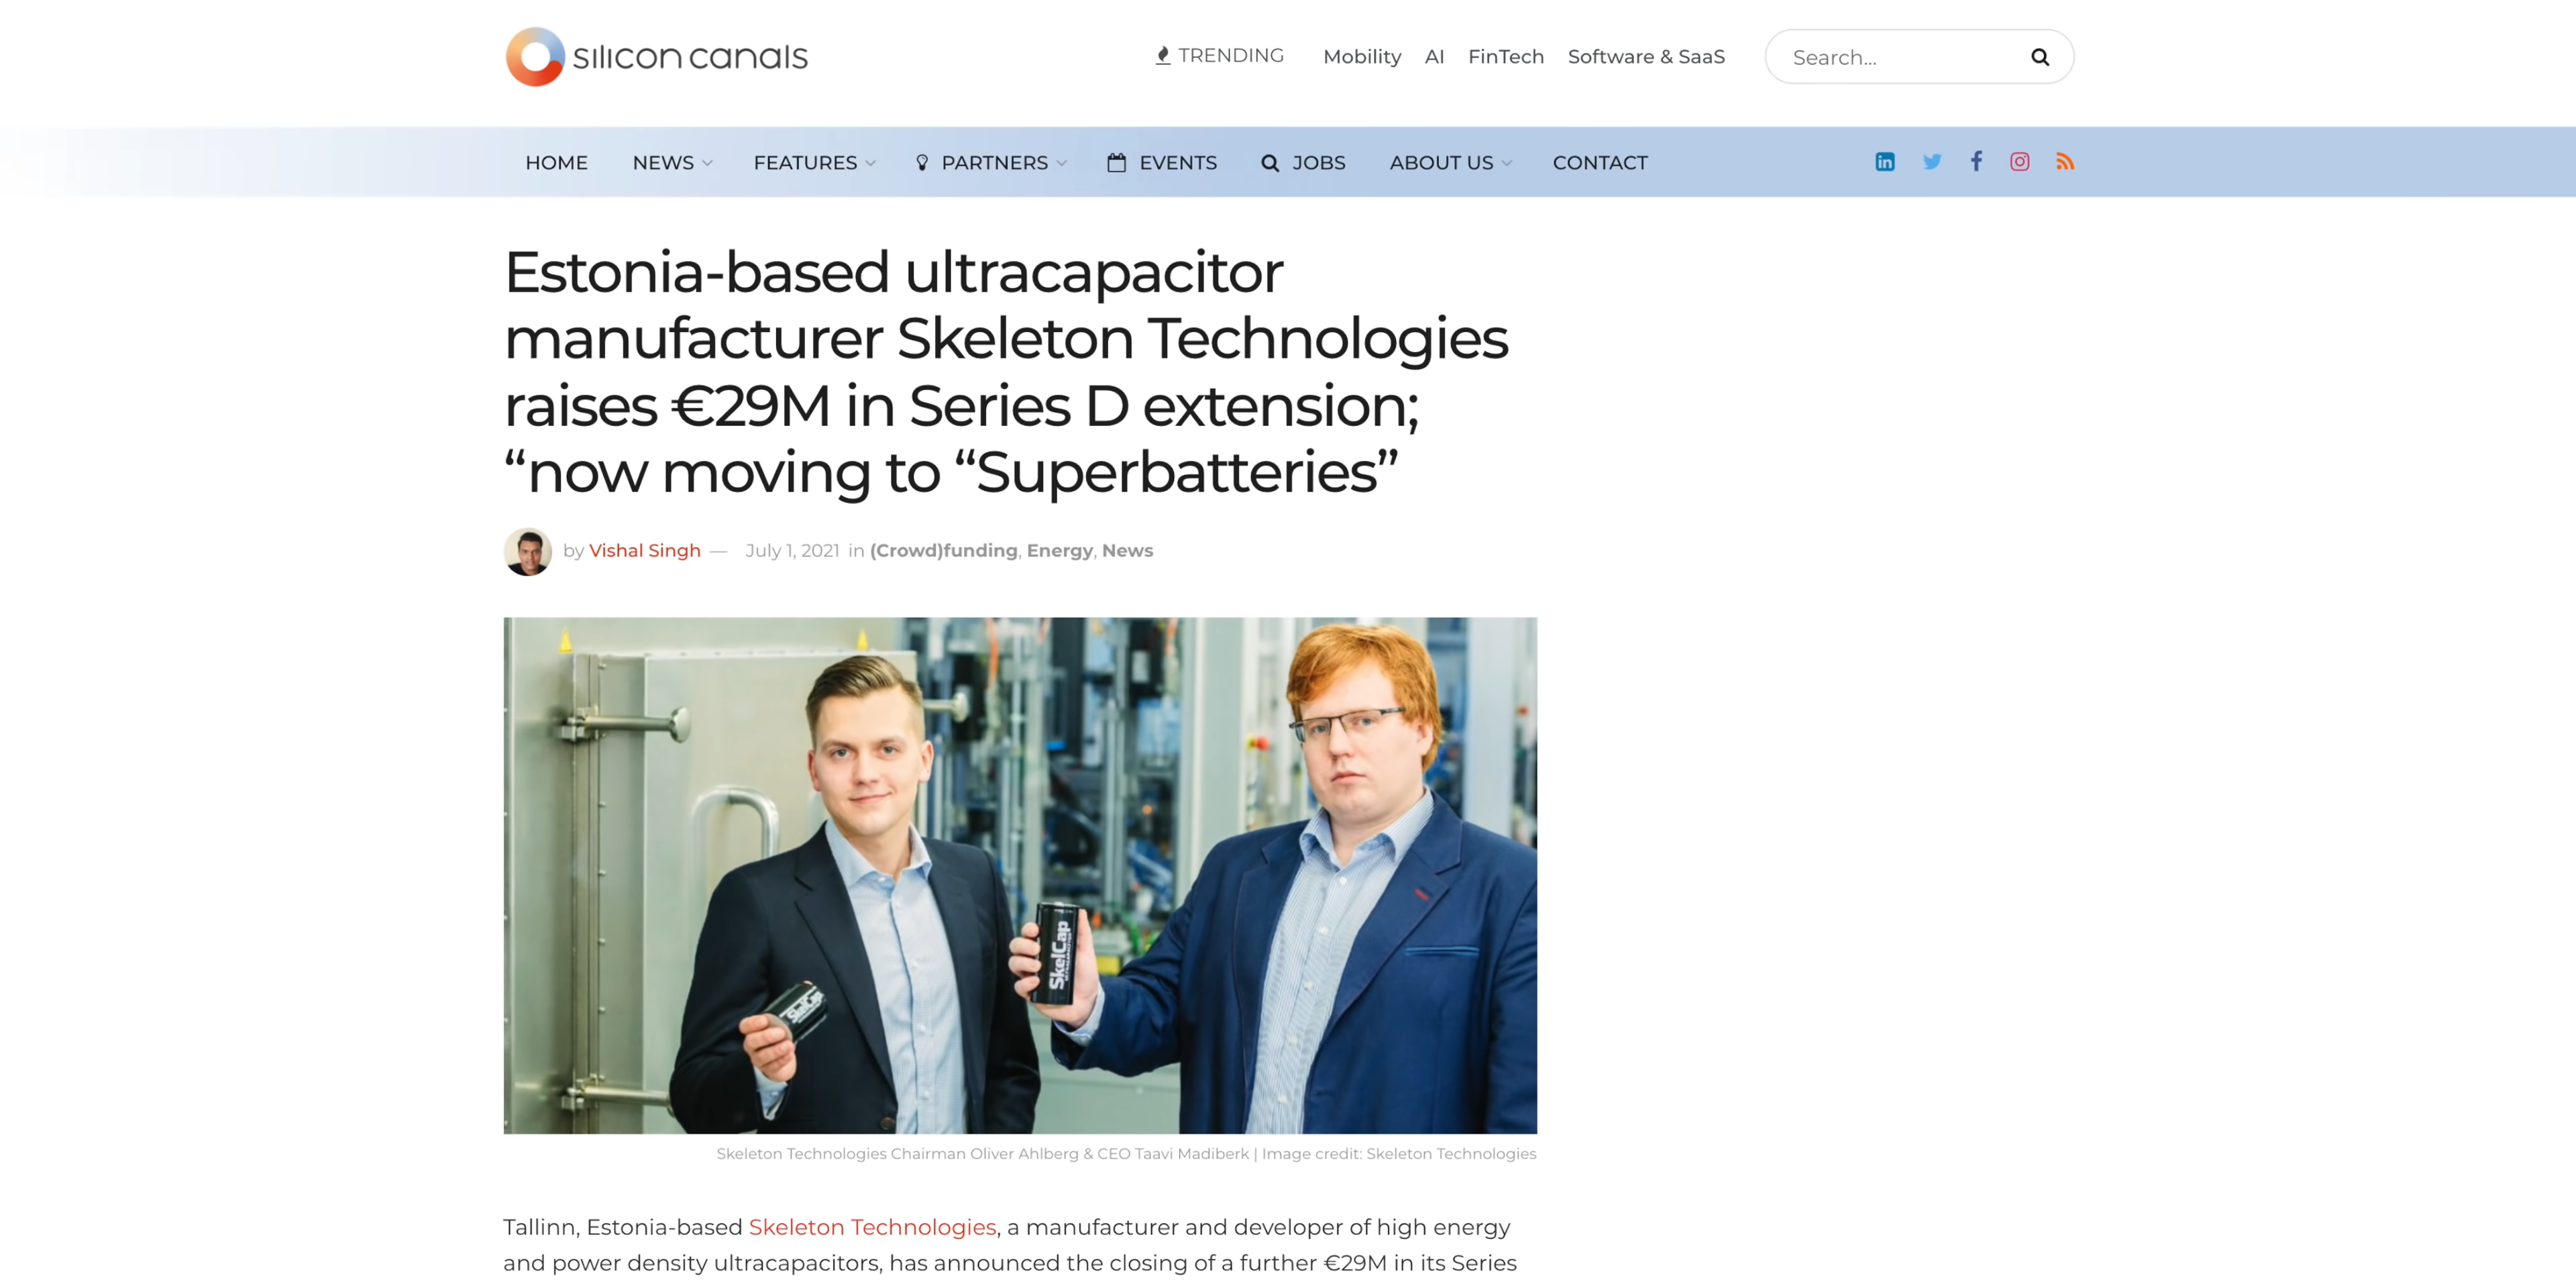 silicon canals
TRENDING Mobility AI FinTech Software & SaaS Search...
HOME NEWS FEATURES PARTNERS EVENTS JOBS ABOUT US CONTACT
Estonia-based ultracapacitor
manufacturer Skeleton Technologies
raises €29M in Series D extension;
“now moving to “Superbatteries”
by Vishal Singh — July 1, 2021 in (Crowd)funding, Energy, News
SkelCap
SkelCap
Skeleton Technologies Chairman Oliver Ahlberg & CEO Taavi Madiberk | Image credit: Skeleton Technologies
Tallinn, Estonia-based Skeleton Technologies, a manufacturer and developer of high energy
and power density ultracapacitors, has announced the closing of a further €29M in its Series